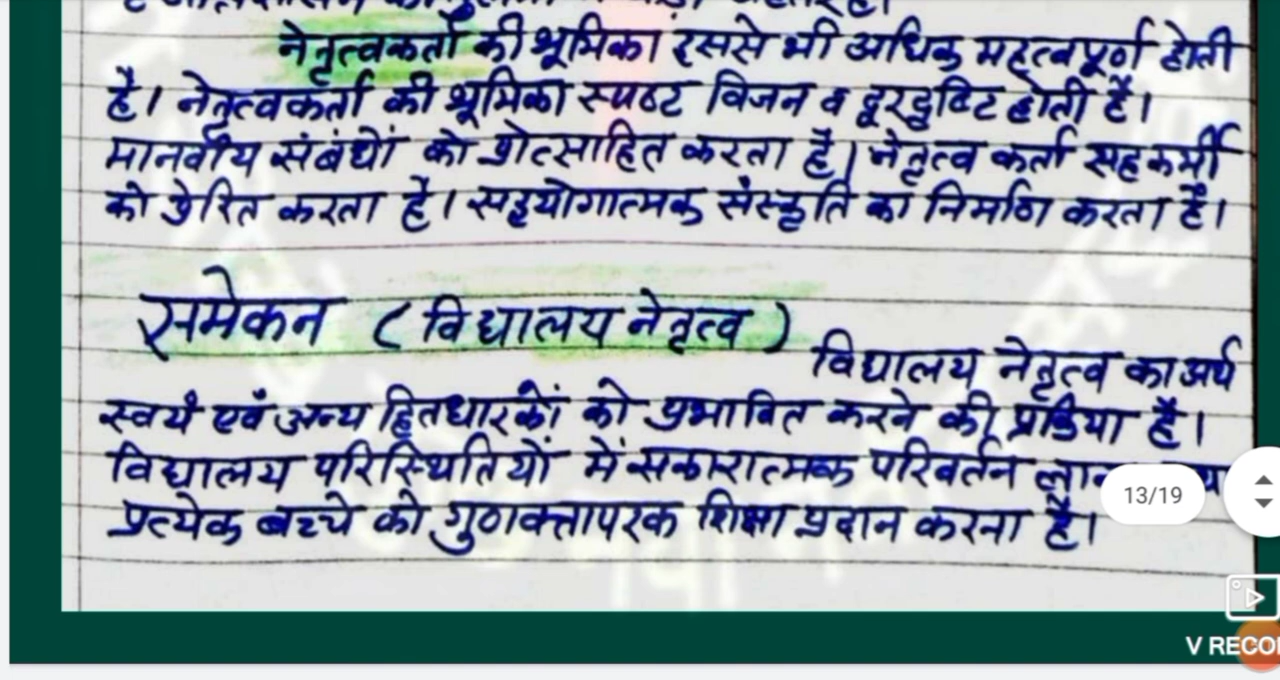 नेतृत्वकर्ता की भूमिका इससे भी अधिक महत्वपूर्ण होती
है। नेतृत्वकर्ता की भूमिका स्पष्ट विजन व दूरदृष्टि होती है।
मानवीय संबंधों को प्रोत्साहित करता है। नेतृत्व कर्ता सहकर्मी
को प्रेरित करता है। सहयोगात्मक संस्कृति का निर्माण करता है।
समेकन (विद्यालय नेतृत्व)
विद्यालय नेतृत्व का अर्थ
स्वयं एवं अन्य हितधारकों को प्रभावित करने की प्रक्रिया है।
विद्यालय परिस्थितियों में सकारात्मक परिवर्तन
13/19
प्रत्येक बच्चे को गुणवत्तापरक शिक्षा प्रदान करना है।
V RECO